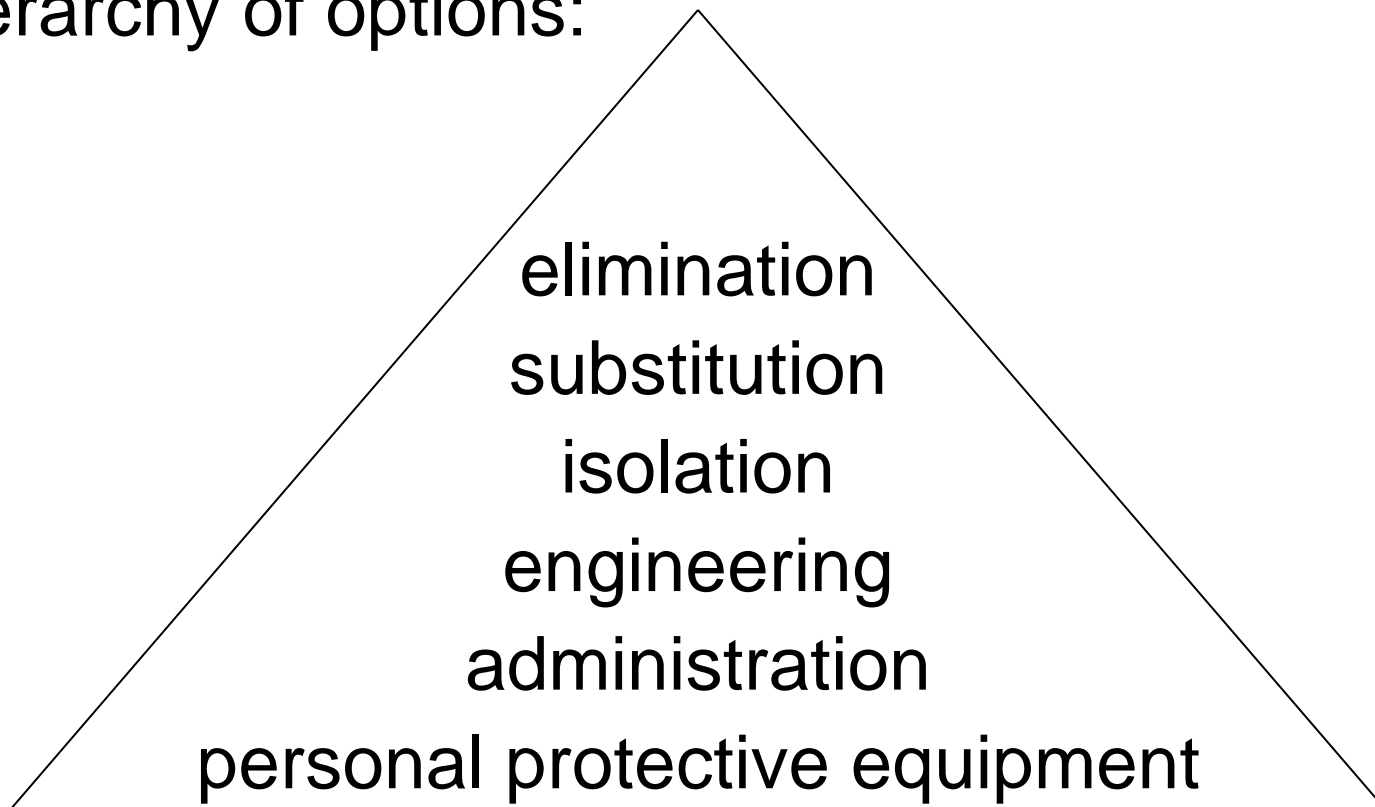 erarchy of options:
elimination
substitution
isolation
engineering
administration
personal protective equipment